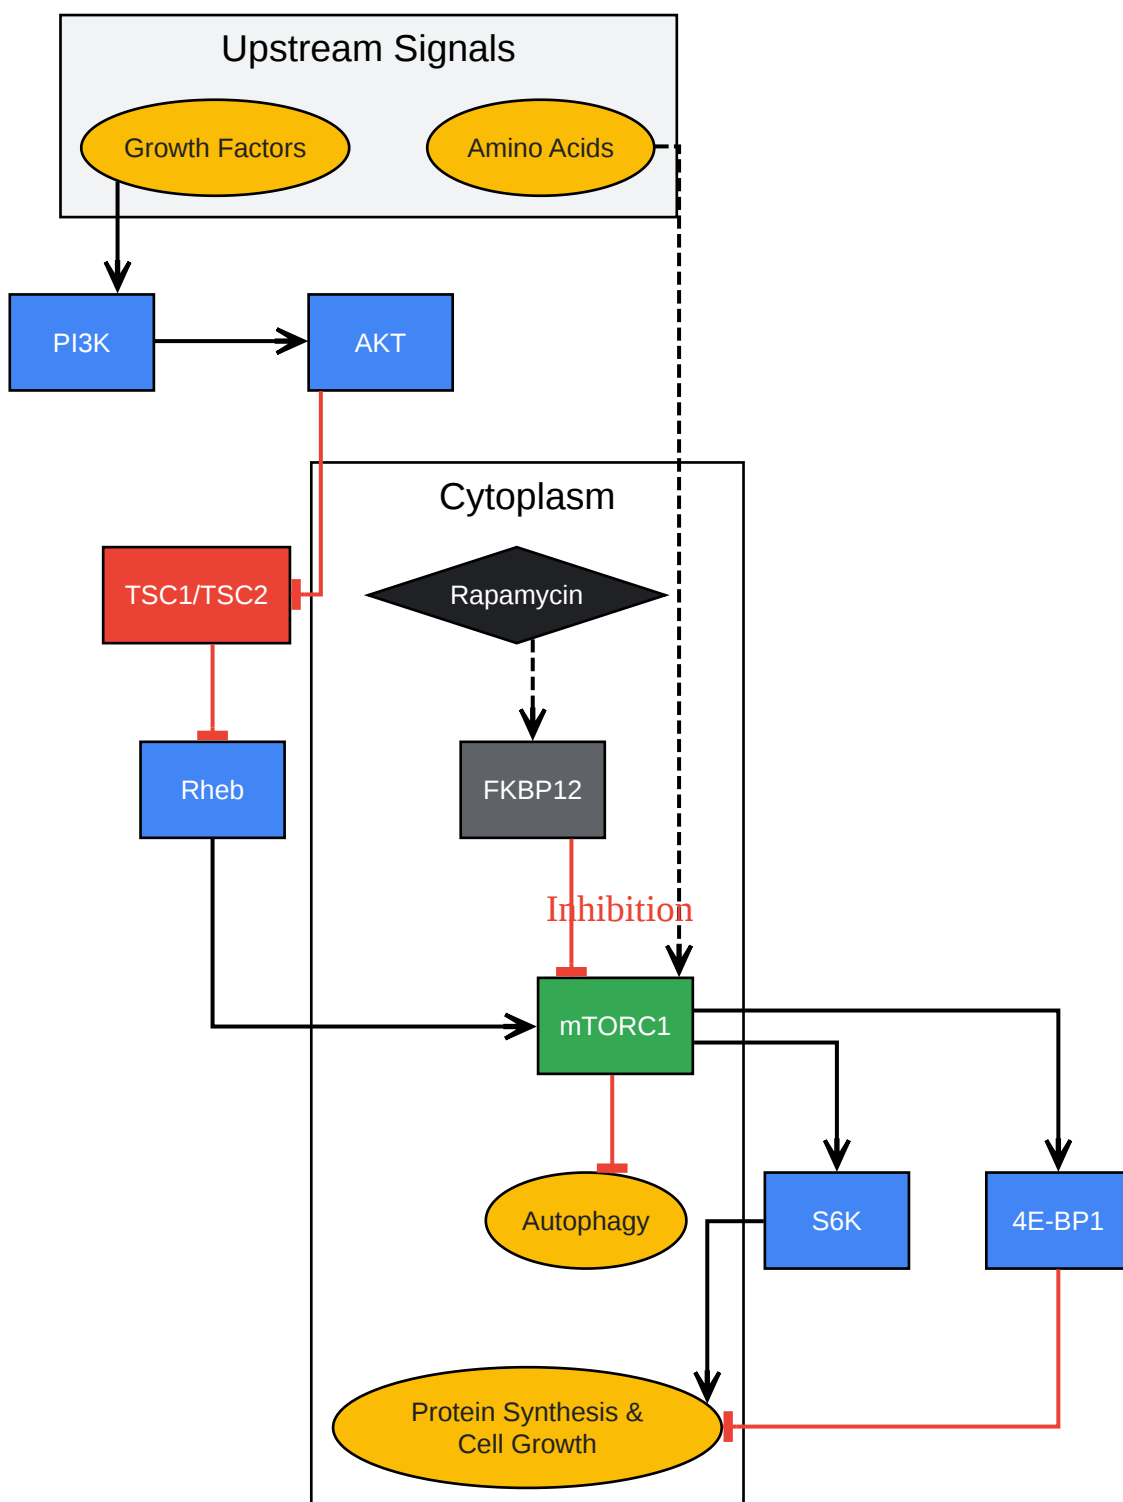 Upstream Signals
Growth Factors
Amino Acids
PI3K
AKT
Cytoplasm
TSC1/TSC2
Rapamycin
Rheb
FKBP12
Inhibition
mTORC1
Autophagy
S6K
4E-BP1
Protein Synthesis &
Cell Growth